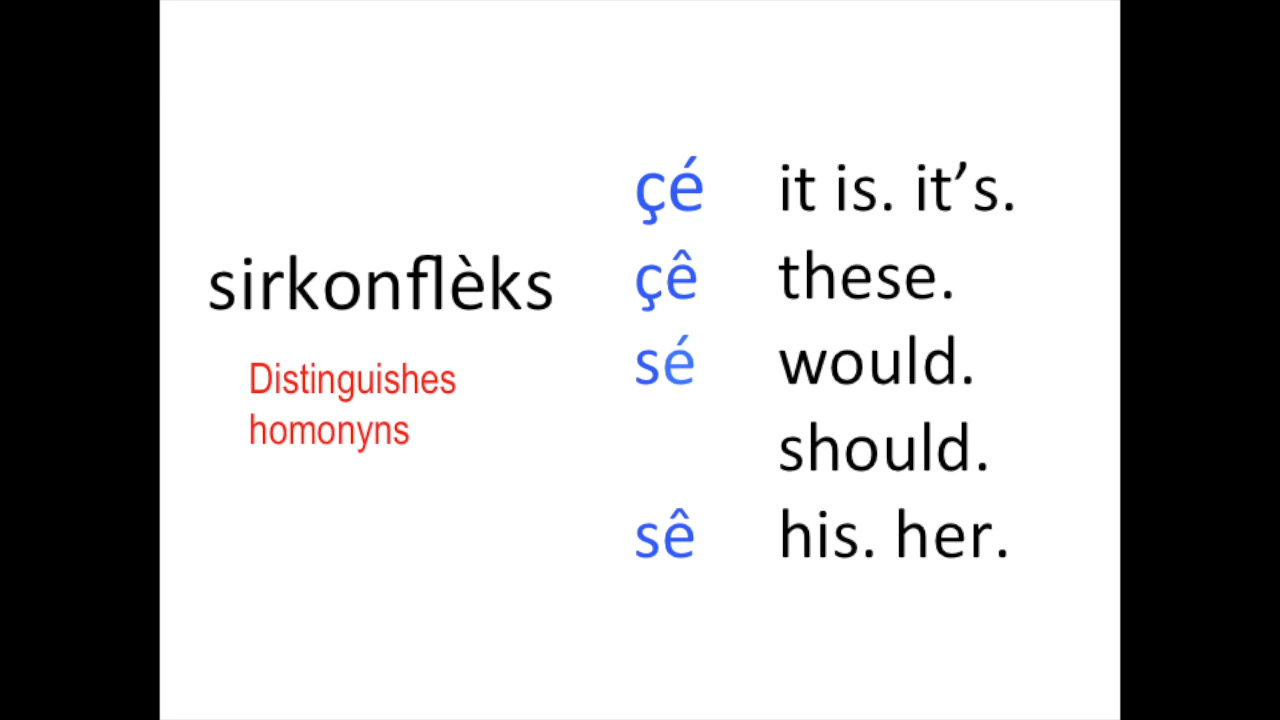 sirkonflèks
Distinguishes
homonyns
çé it is. it’s.
çê these.
sé would.
should.
sê his. her.